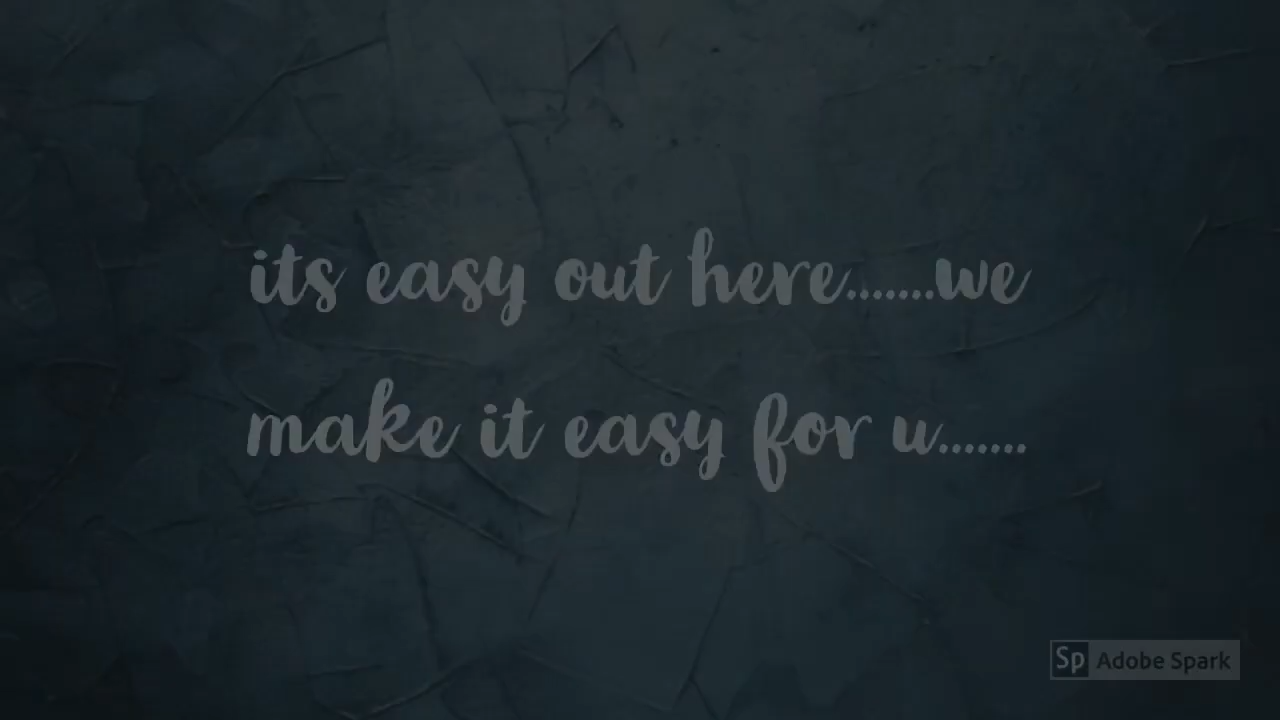 its easy out here.......we
make it easy for u.......
Sp Adobe Spark